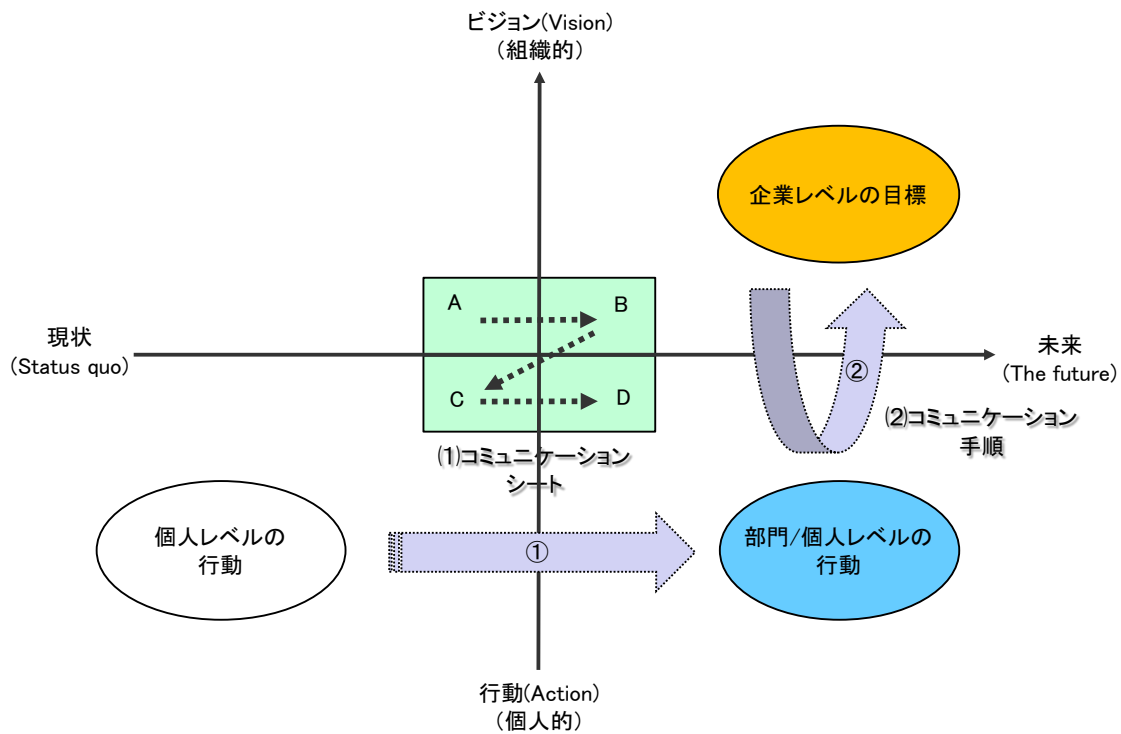 ビジョン(Vision)
(組織的)
企業レベルの目標
A
B
現状
(Status quo)
未来
(The future)
②
C
D
(2)コミュニケーション
手順
(1)コミュニケーション
シート
個人レベルの
行動
①
部門/個人レベルの
行動
行動(Action)
(個人的)